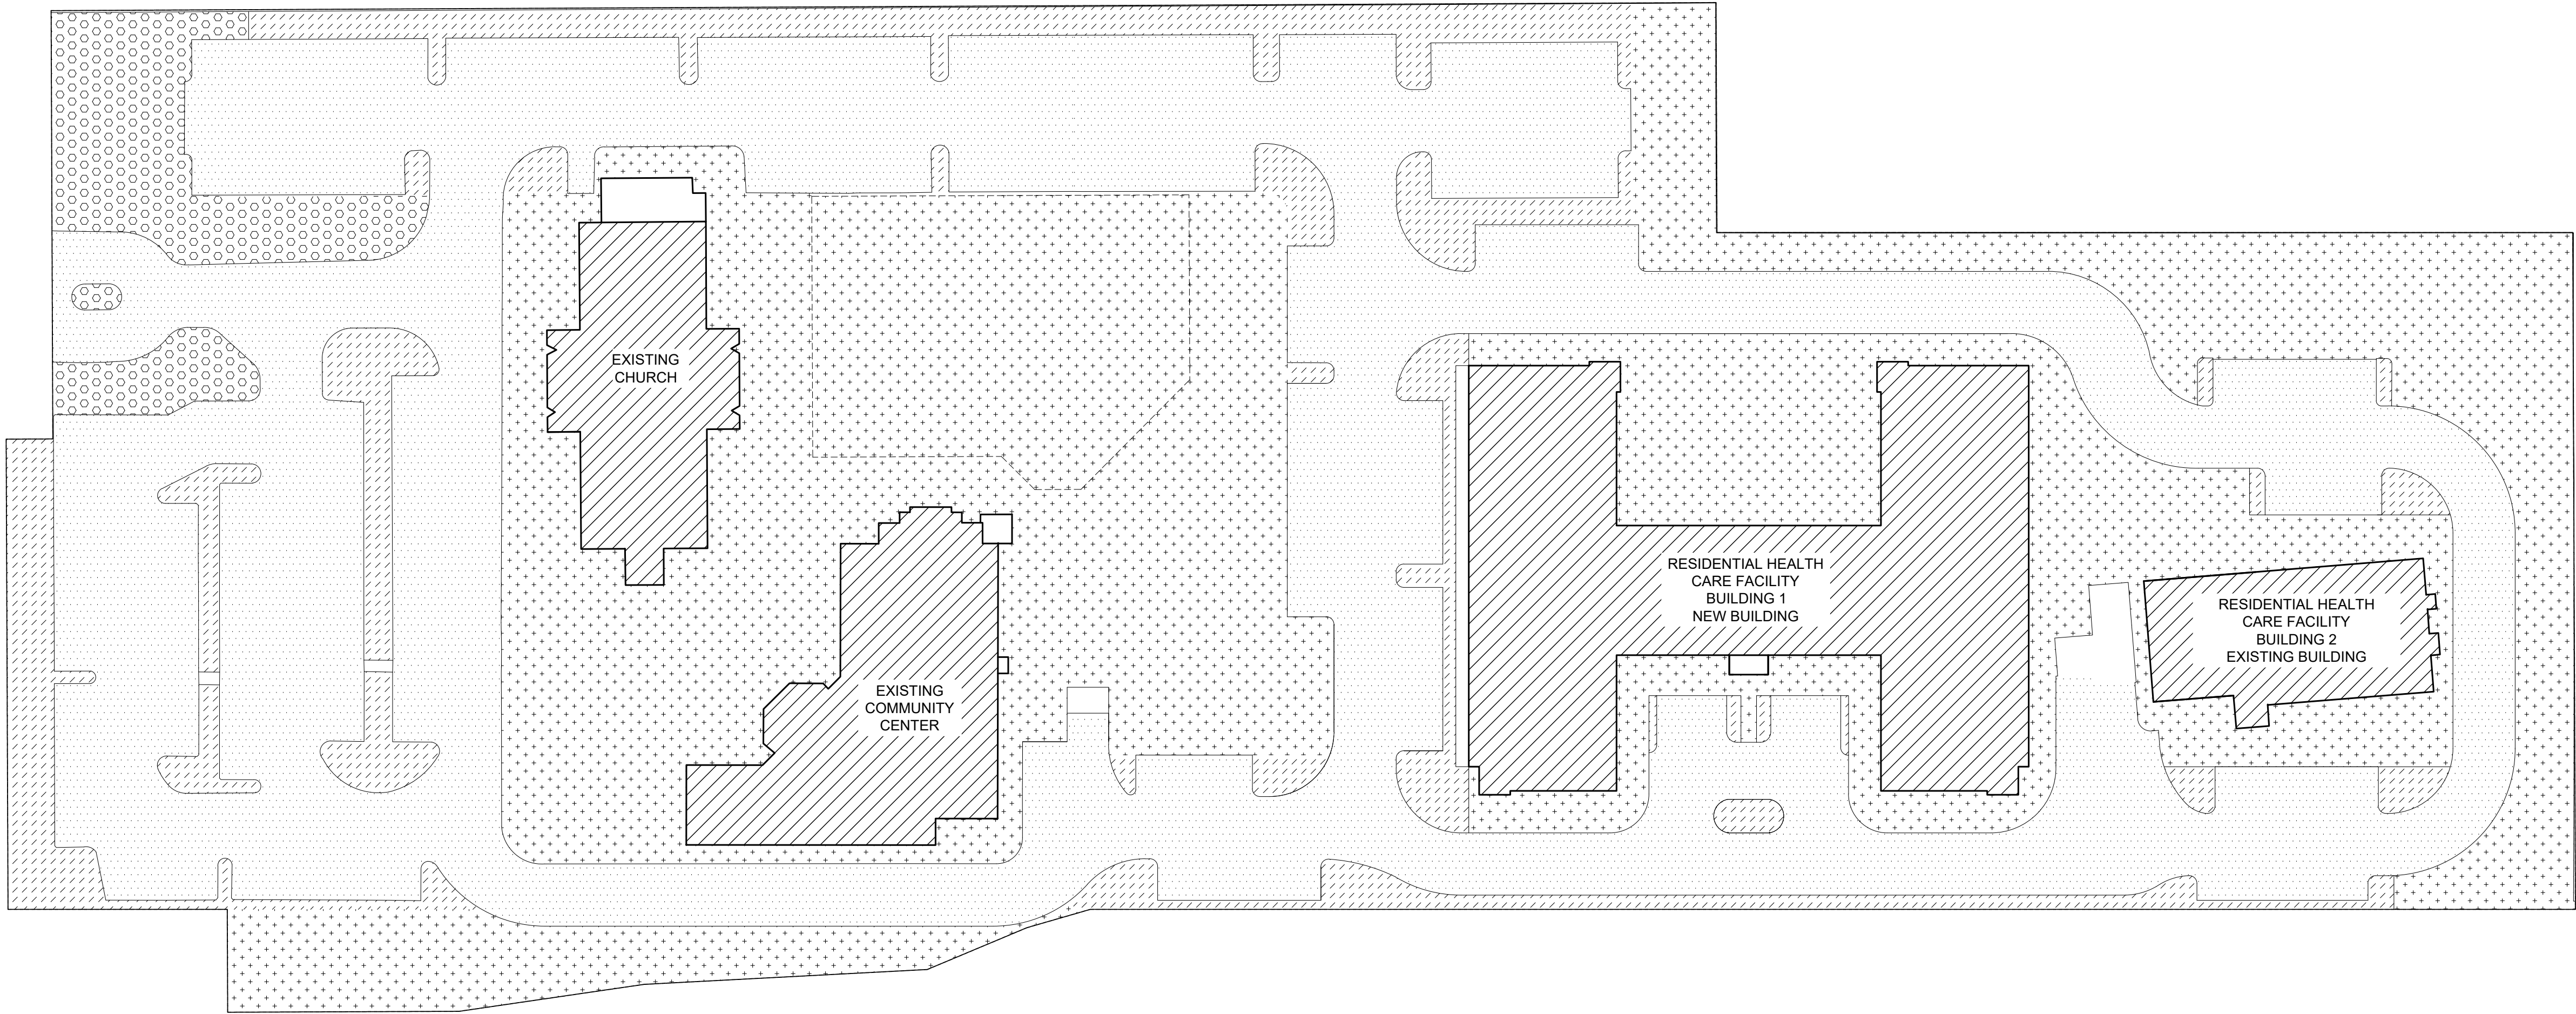 EXISTING
CHURCH
EXISTING
COMMUNITY
CENTER
RESIDENTIAL HEALTH
CARE FACILITY
BUILDING 1
NEW BUILDING
RESIDENTIAL HEALTH
CARE FACILITY
BUILDING 2
EXISTING BUILDING